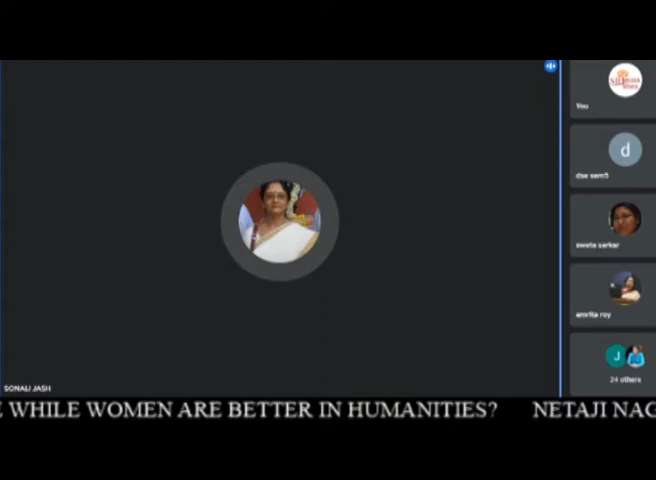 You
d
dse sem5
sweta sarkar
amrita roy
J
24 others
SONALI JASH
WHILE WOMEN ARE BETTER IN HUMANITIES? NETAJI NAG